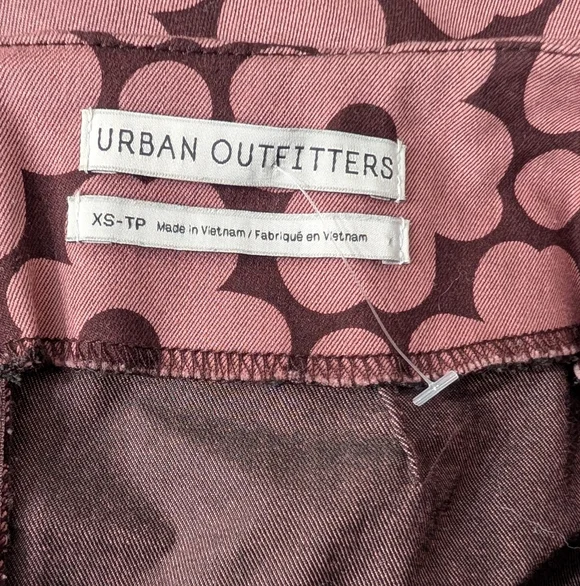 URBAN OUTFITTERS
XS-TP Made in Vietnam / Fabriqué en Vietnam